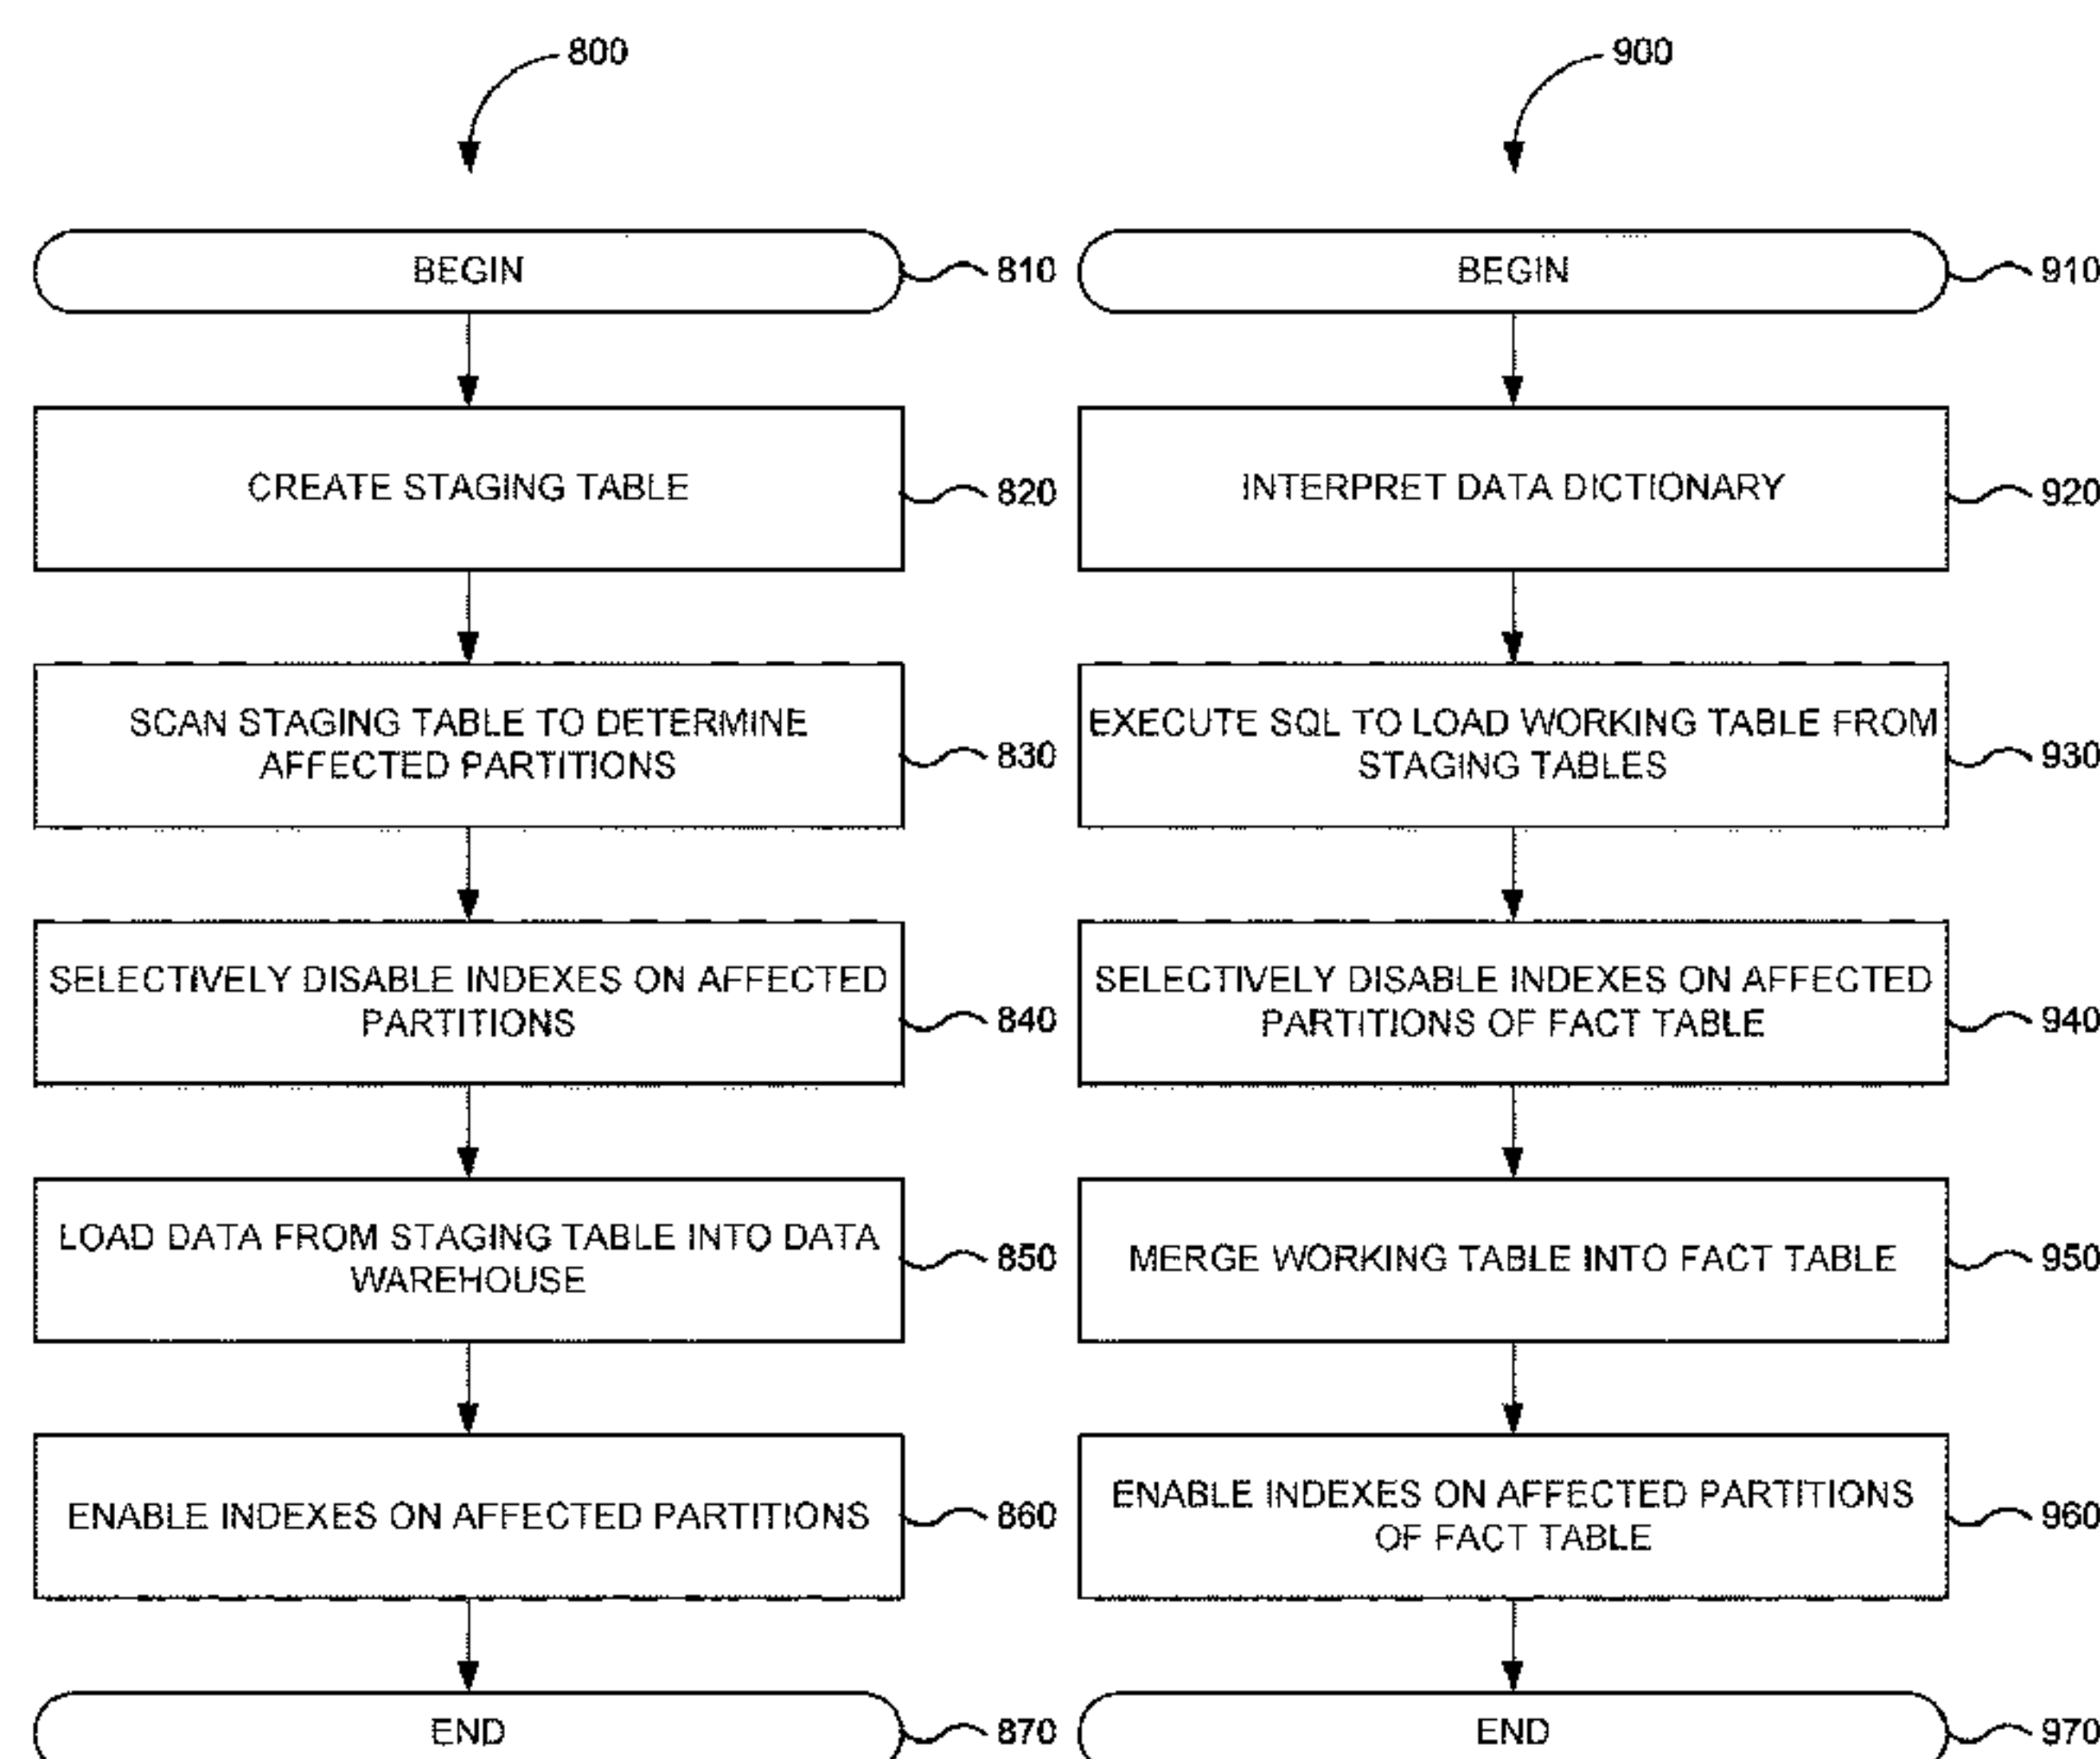 800
BEGIN
810
CREATE STAGING TABLE
820
SCAN STAGING TABLE TO DETERMINE
AFFECTED PARTITIONS
830
SELECTIVELY DISABLE INDEXES ON AFFECTED
PARTITIONS
840
LOAD DATA FROM STAGING TABLE INTO DATA
WAREHOUSE
850
ENABLE INDEXES ON AFFECTED PARTITIONS
860
END
870
900
BEGIN
910
INTERPRET DATA DICTIONARY
920
EXECUTE SQL TO LOAD WORKING TABLE FROM
STAGING TABLES
930
SELECTIVELY DISABLE INDEXES ON AFFECTED
PARTITIONS OF FACT TABLE
940
MERGE WORKING TABLE INTO FACT TABLE
950
ENABLE INDEXES ON AFFECTED PARTITIONS
OF FACT TABLE
960
END
970